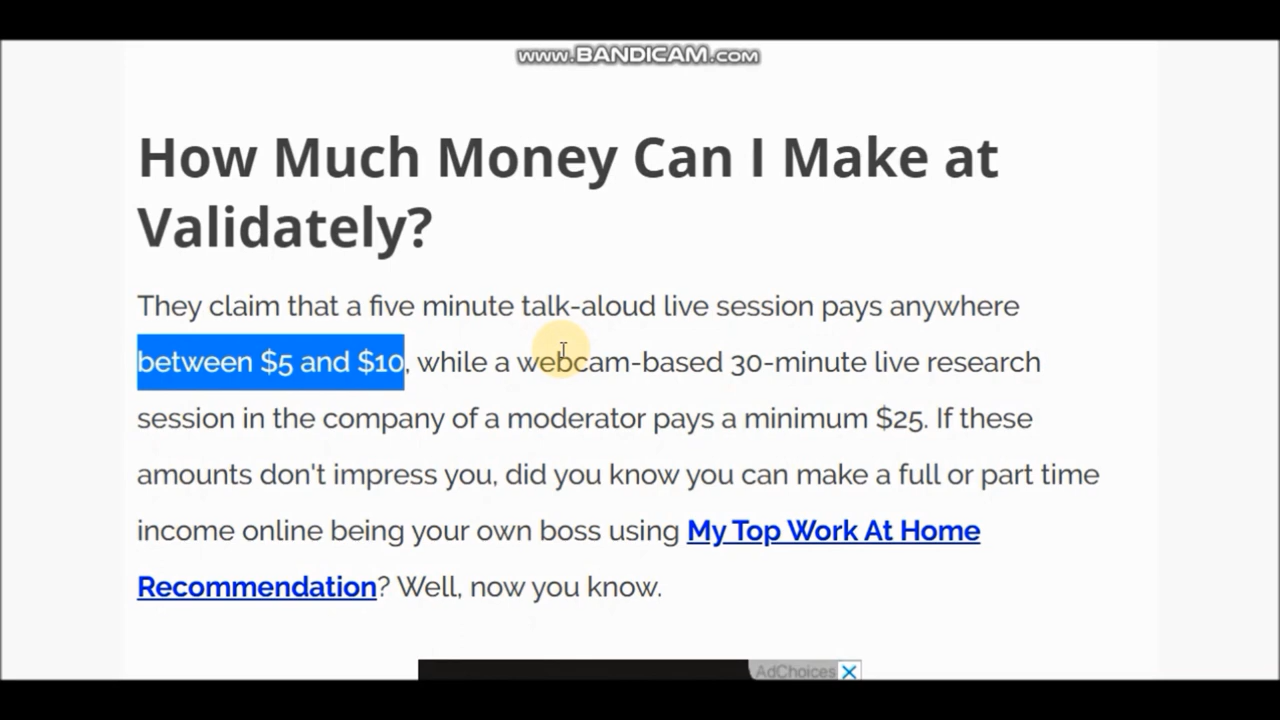 www.BANDICAM.com
How Much Money Can I Make at
Validately?
They claim that a five minute talk-aloud live session pays anywhere
between $5 and $10, while a webcam-based 30-minute live research
session in the company of a moderator pays a minimum $25. If these
amounts don't impress you, did you know you can make a full or part time
income online being your own boss using My Top Work At Home
Recommendation? Well, now you know.
AdChoices